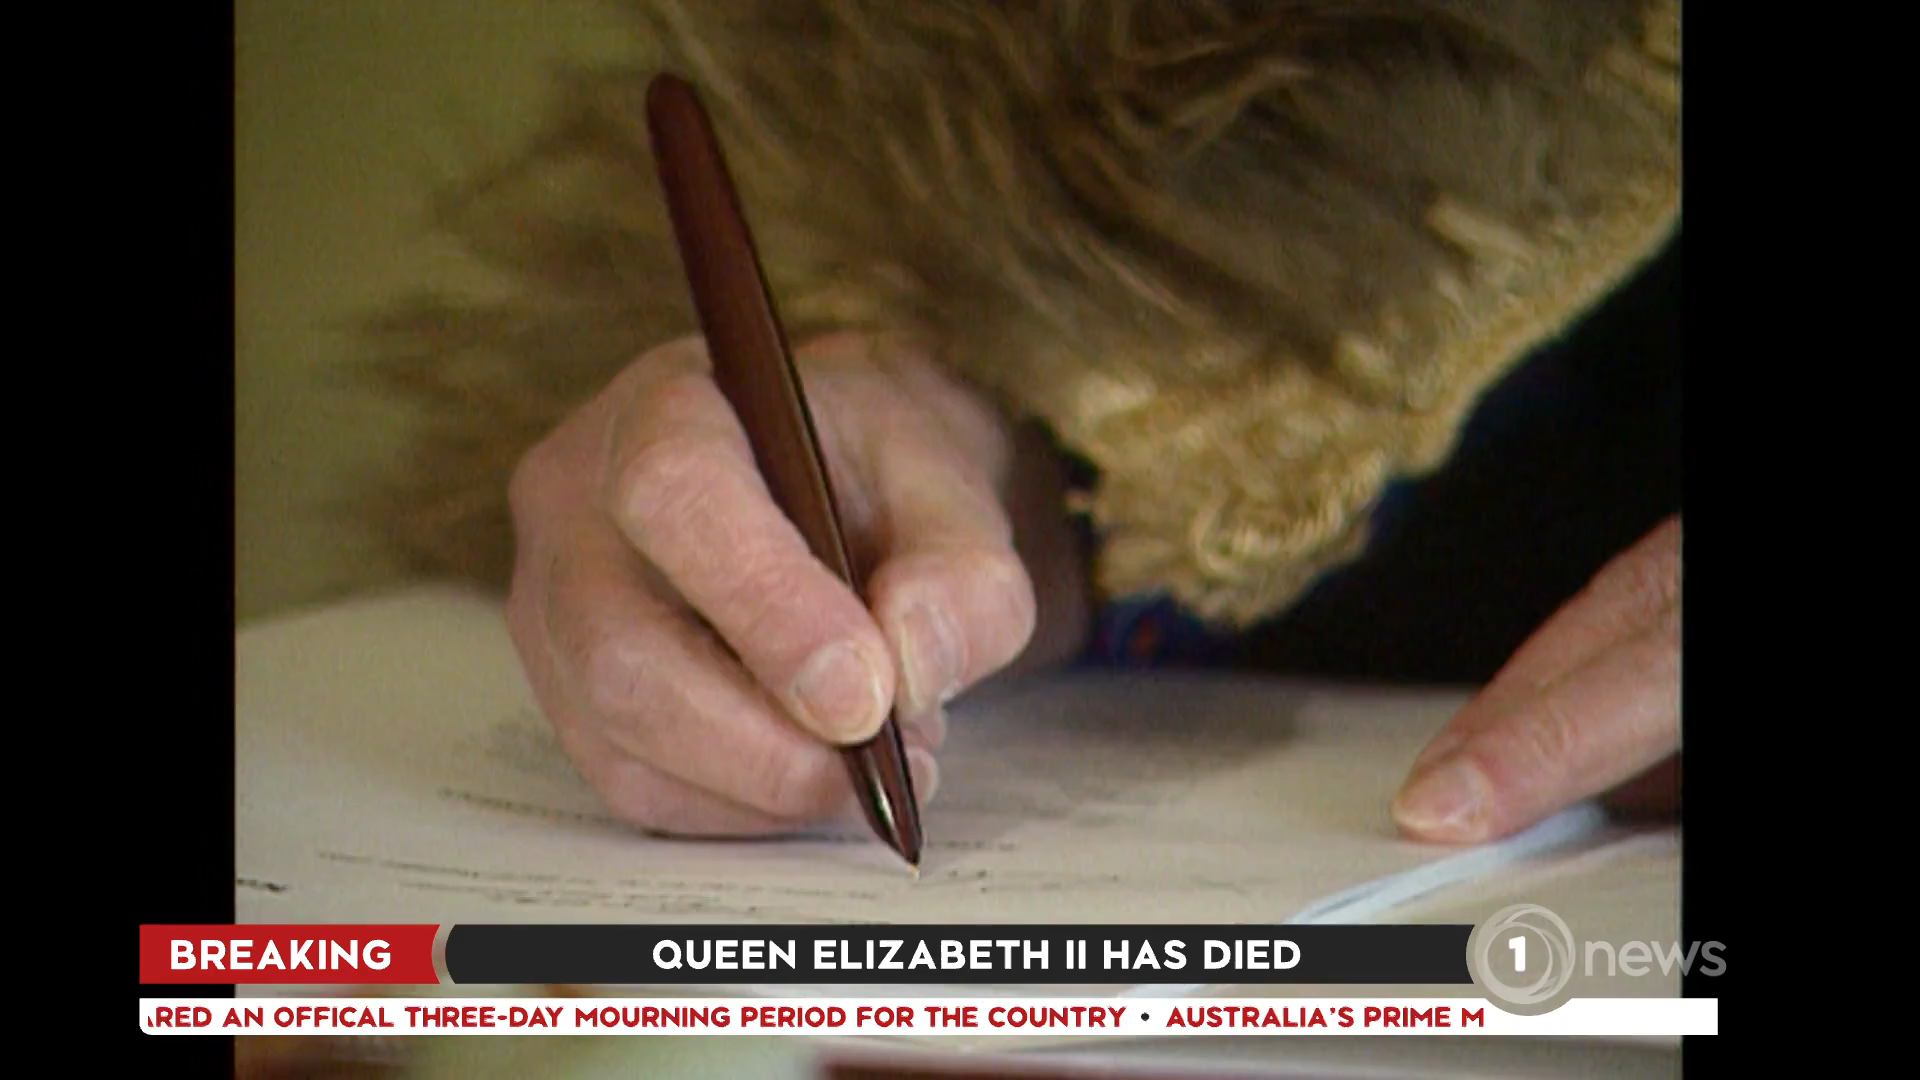 BREAKING
QUEEN ELIZABETH II HAS DIED
1 news
RED AN OFFICAL THREE-DAY MOURNING PERIOD FOR THE COUNTRY • AUSTRALIA'S PRIME M